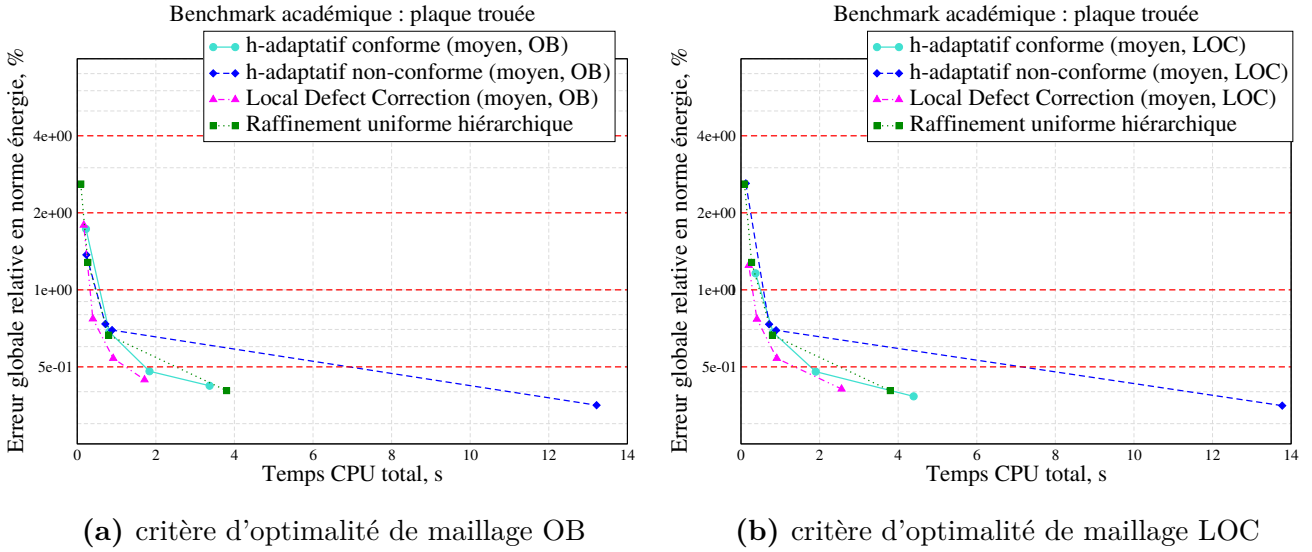 Benchmark académique : plaque trouée
h-adaptatif conforme (moyen, OB)
h-adaptatif non-conforme (moyen, OB)
Local Defect Correction (moyen, OB)
Raffinement uniforme hiérarchique
Erreur globale relative en norme énergie, %
4e+00
2e+00
1e+00
5e-01
0 2 4 6 8 10 12 14
Temps CPU total, s
(a) critère d'optimalité de maillage OB
Benchmark académique : plaque trouée
h-adaptatif conforme (moyen, LOC)
h-adaptatif non-conforme (moyen, LOC)
Local Defect Correction (moyen, LOC)
Raffinement uniforme hiérarchique
Erreur globale relative en norme énergie, %
4e+00
2e+00
1e+00
5e-01
0 2 4 6 8 10 12 14
Temps CPU total, s
(b) critère d'optimalité de maillage LOC